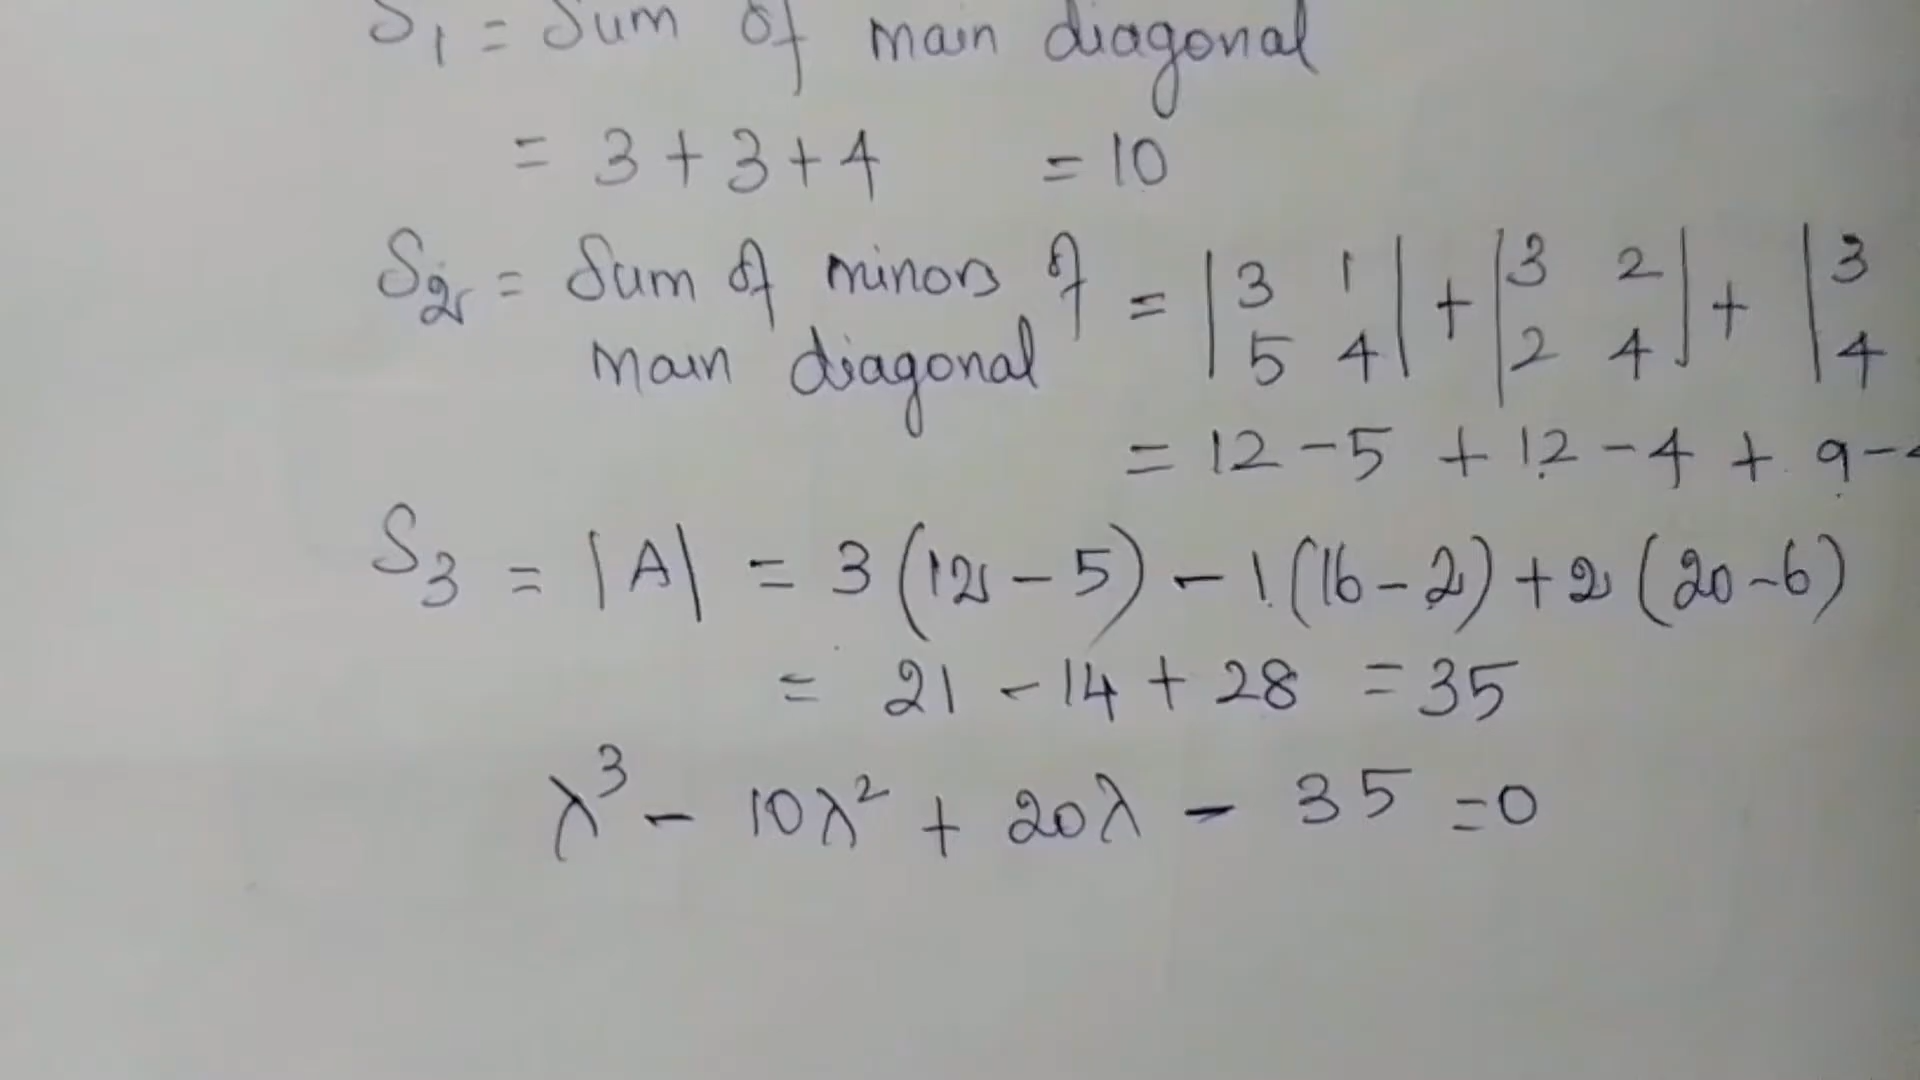 S₁ = Sum of main diagonal
= 3 + 3 + 4 = 10
S₂ = Sum of minors of main diagonal = |3 1; 5 4| + |3 2; 2 4| + |3 4
= 12 - 5 + 12 - 4 + 9 -
S₃ = |A| = 3 (12 - 5) - 1 (16 - 2) + 2 (20 - 6)
= 21 - 14 + 28 = 35
λ³ - 10λ² + 20λ - 35 = 0